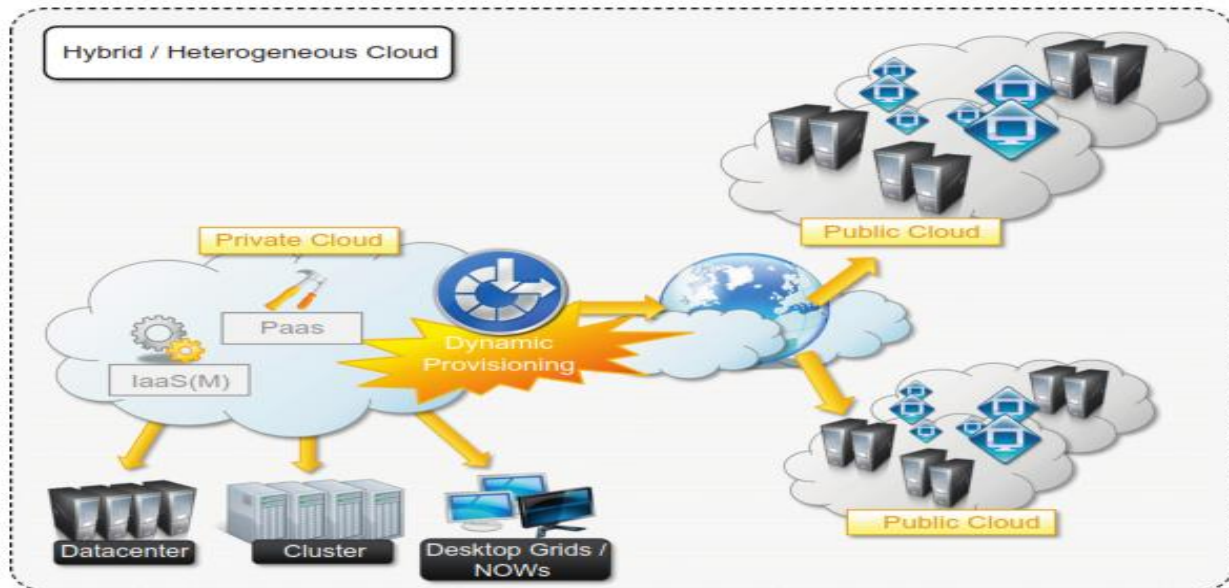 Hybrid / Heterogeneous Cloud
Public Cloud
Private Cloud
Paas
Dynamic
Provisioning
IaaS(M)
Public Cloud
Datacenter
Cluster
Desktop Grids /
NOWs